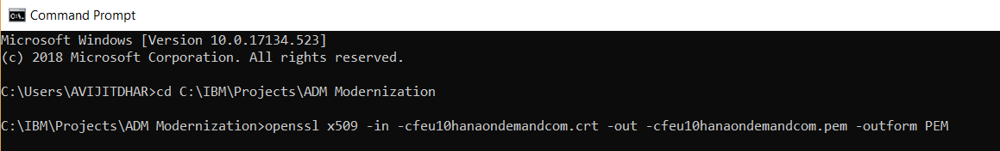 Command Prompt
Microsoft Windows [Version 10.0.17134.523]
(c) 2018 Microsoft Corporation. All rights reserved.
C:\Users\AVIJITDHAR>cd C:\IBM\Projects\ADM Modernization
C:\IBM\Projects\ADM Modernization>openssl x509 -in -cfeu10hanaondemandcom.crt -out -cfeu10hanaondemandcom.pem -outform PEM